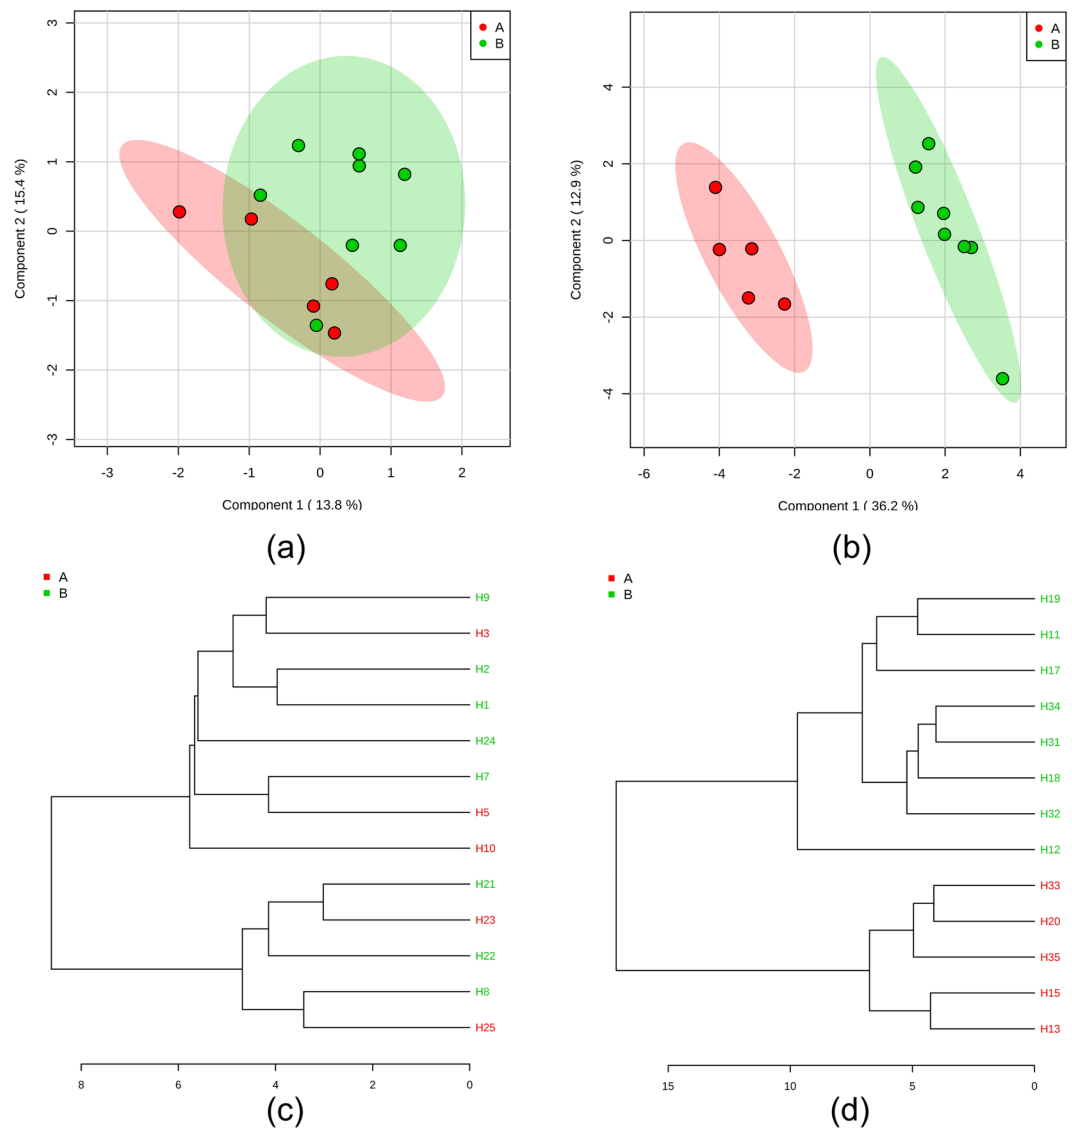 A
B
3
2
1
0
-1
-2
-3
Component 2 ( 15.4 %)
-3
-2
-1
0
1
2
Component 1 ( 13.8 %)
(a)
A
B
4
2
0
-2
-4
Component 2 ( 12.9 %)
-6
-4
-2
0
2
4
Component 1 ( 36.2 %)
(b)
A
B
H9
H3
H2
H1
H24
H7
H5
H10
H21
H23
H22
H8
H25
8
6
4
2
0
(c)
A
B
H19
H11
H17
H34
H31
H18
H32
H12
H33
H20
H35
H15
H13
15
10
5
0
(d)